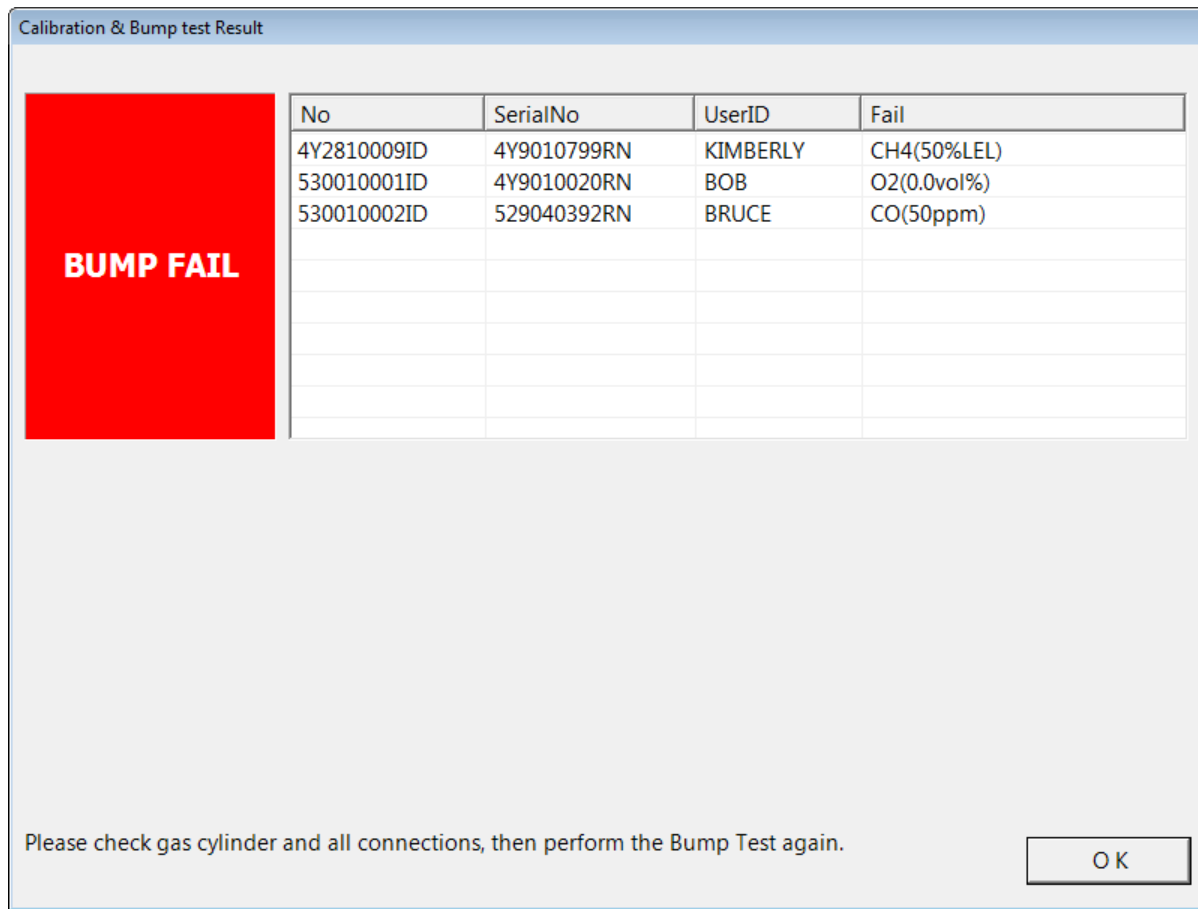 Calibration & Bump test Result
No SerialNo UserID Fail
4Y2810009ID 4Y9010799RN KIMBERLY CH4(50%LEL)
530010001ID 4Y9010020RN BOB O2(0.0vol%)
530010002ID 529040392RN BRUCE CO(50ppm)
BUMP FAIL
Please check gas cylinder and all connections, then perform the Bump Test again.
O K